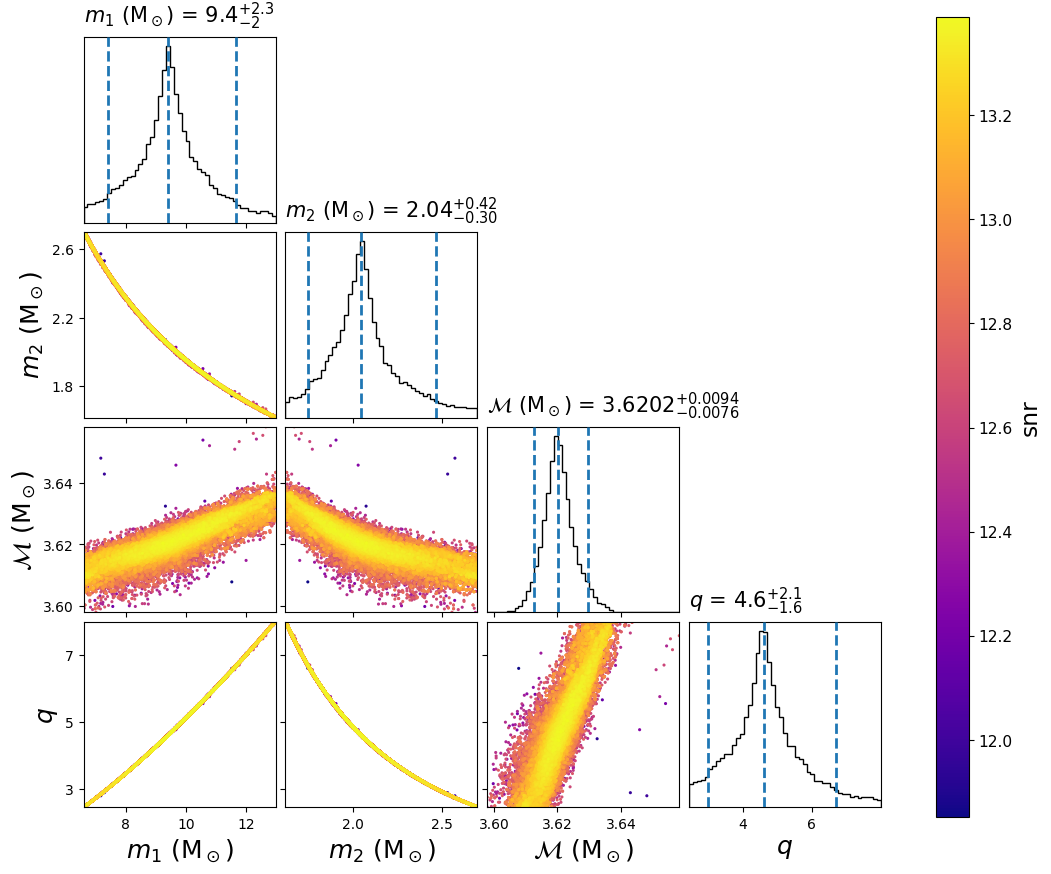 m₁ (M⊙) = 9.4⁺²·³₋₂
m₂ (M⊙) = 2.04⁺⁰·⁴²₋₀.₃₀
ℳ (M⊙) = 3.6202⁺⁰·⁰⁰⁹⁴₋₀.₀₀₇₆
q = 4.6⁺²·¹₋₁.₆
m₂ (M⊙)
2.6
2.2
1.8
ℳ (M⊙)
3.64
3.62
3.60
q
7
5
3
8 10 12
m₁ (M⊙)
2.0 2.5
m₂ (M⊙)
3.60 3.62 3.64
ℳ (M⊙)
4 6
q
13.2
13.0
12.8
12.6
12.4
12.2
12.0
snr